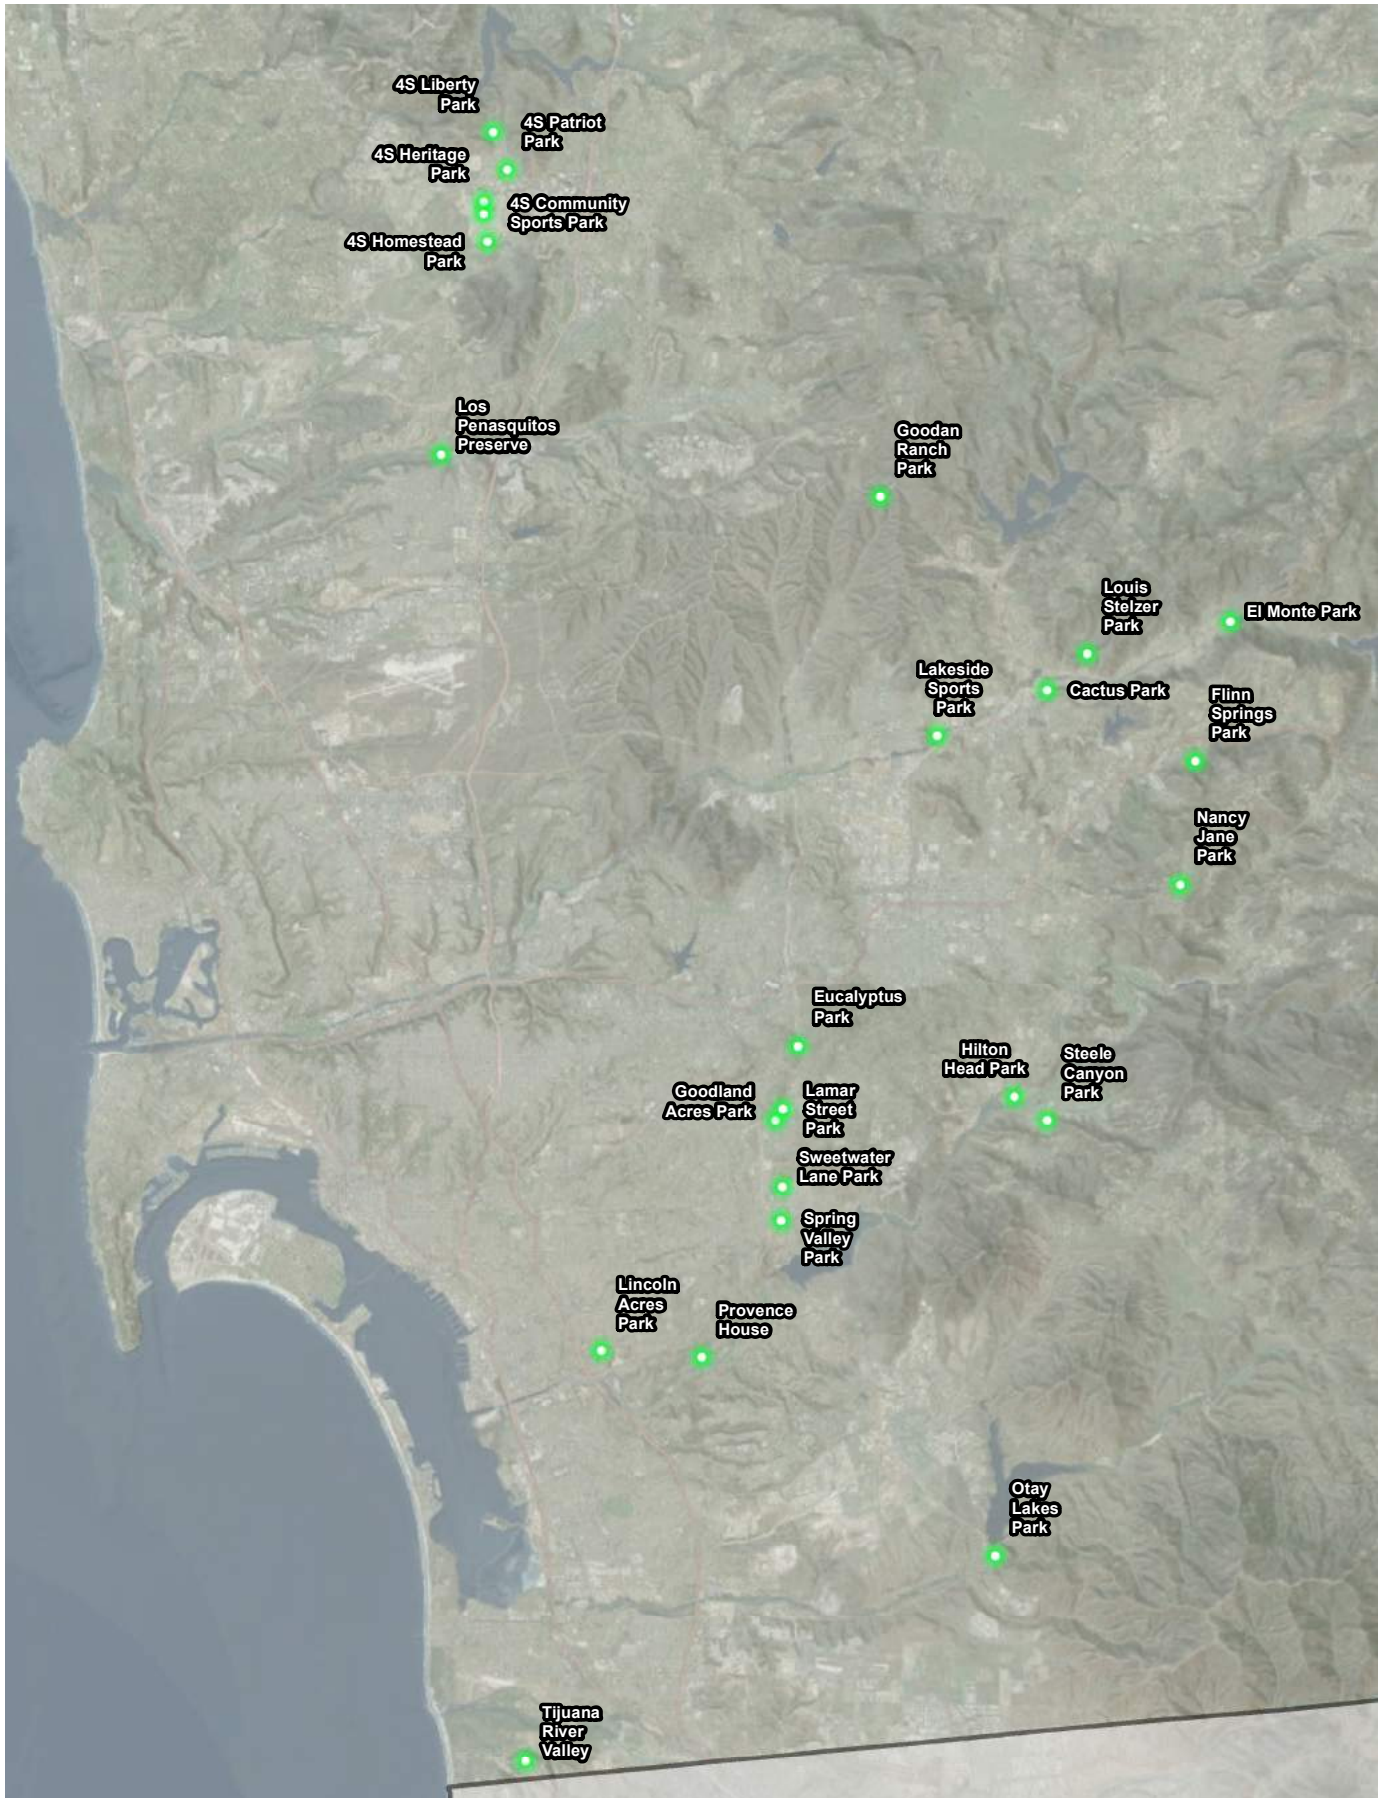 4S Liberty
Park
4S Patriot
Park
4S Heritage
Park
4S Community
Sports Park
4S Homestead
Park
Los
Penasquitos
Preserve
Goodan
Ranch
Park
Louis
Stelzer
Park
El Monte Park
Lakeside
Sports
Park
Cactus Park
Flinn
Springs
Park
Nancy
Jane
Park
Eucalyptus
Park
Hilton
Head Park
Steele
Canyon
Park
Goodland
Acres Park
Lamar
Street
Park
Sweetwater
Lane Park
Spring
Valley
Park
Lincoln
Acres
Park
Provence
House
Otay
Lakes
Park
Tijuana
River
Valley